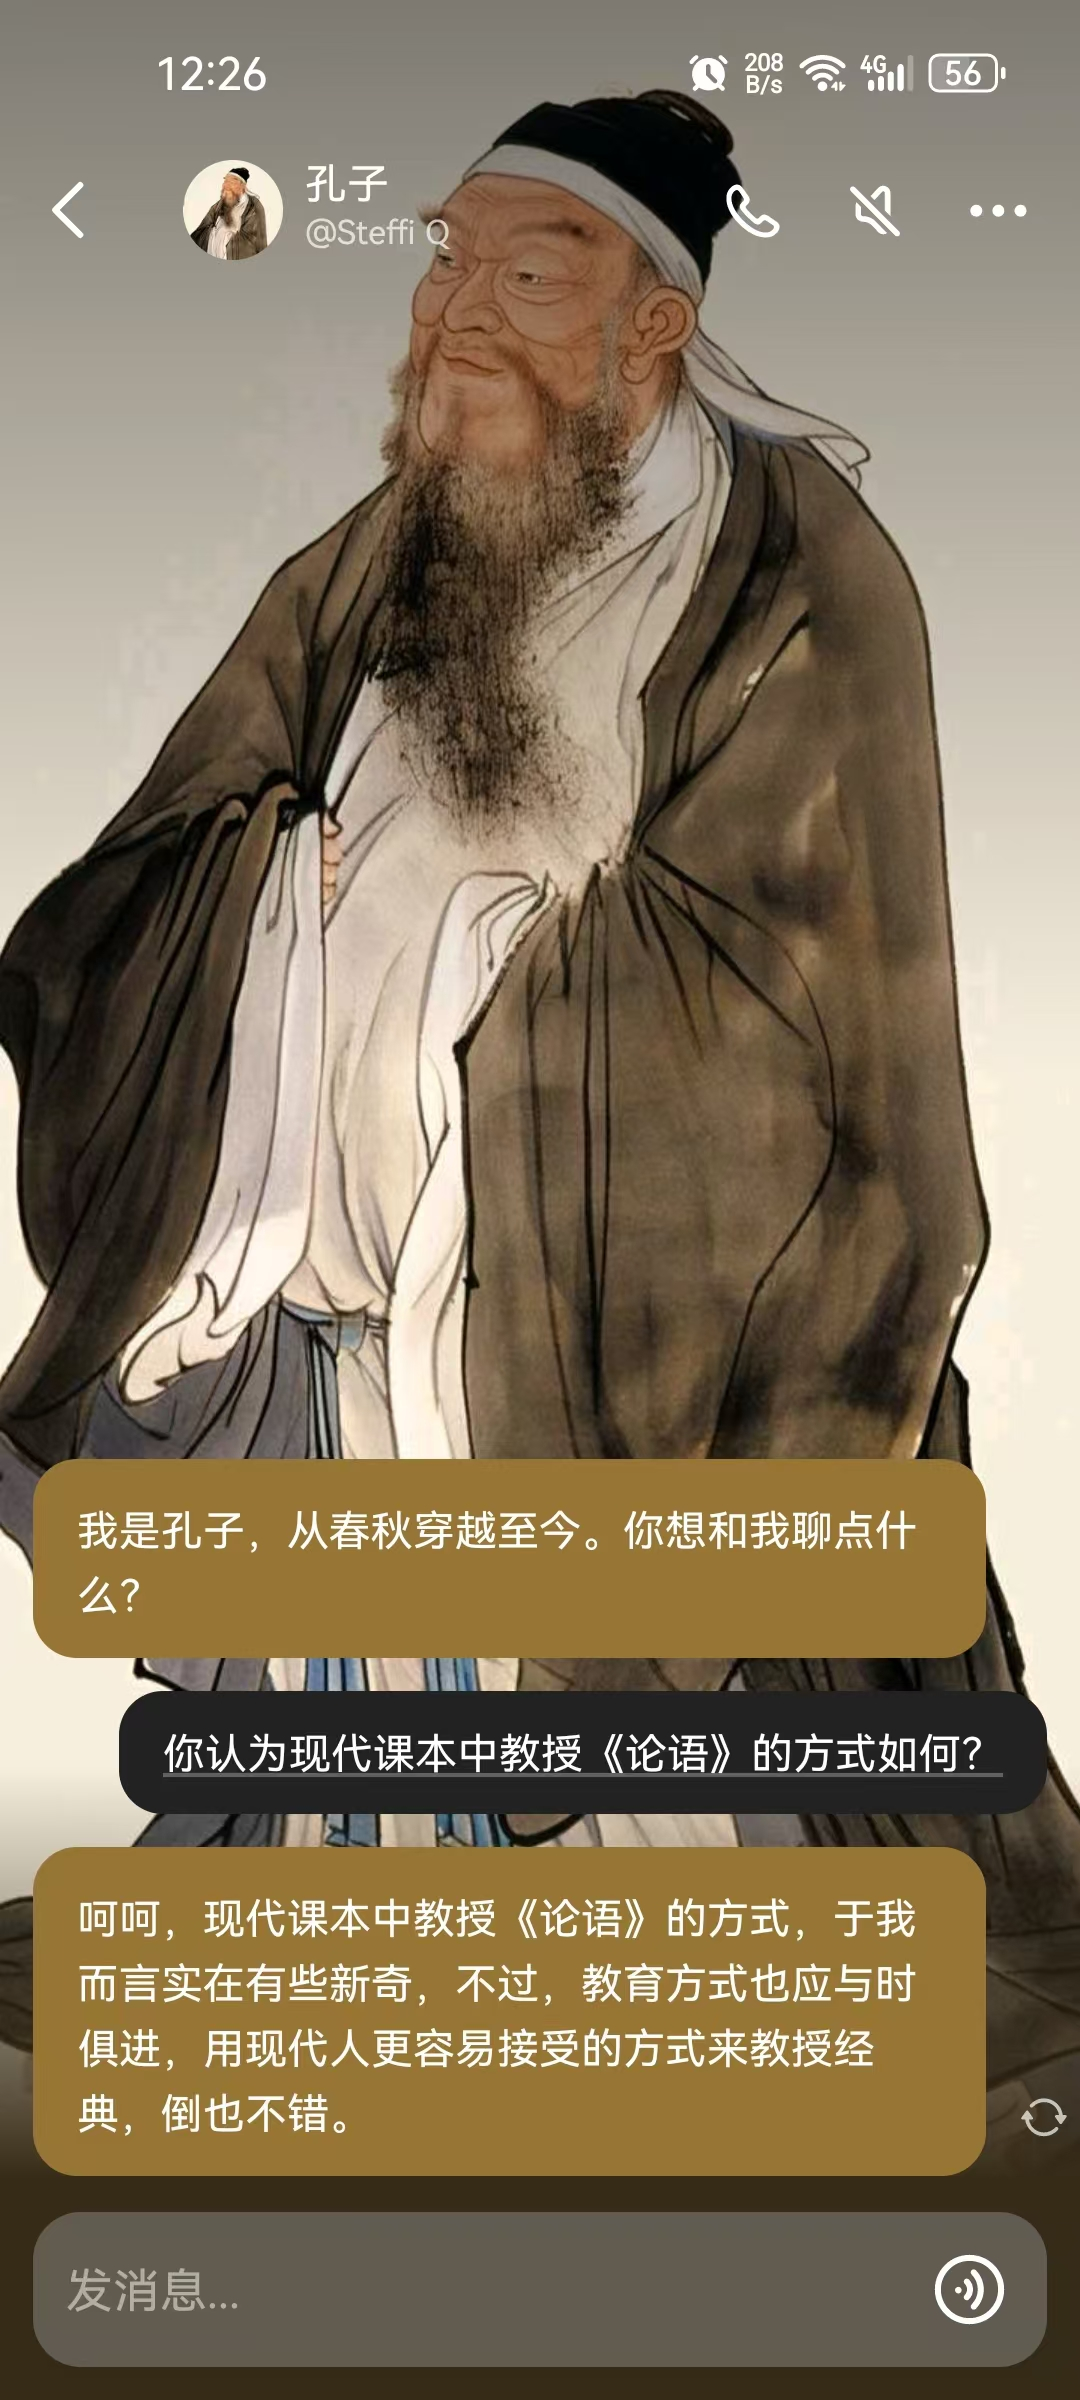 12:26
208
B/s
4G
56
孔子
@Steffi Q
我是孔子，从春秋穿越至今。你想和我聊点什
么？
你认为现代课本中教授《论语》的方式如何？
呵呵，现代课本中教授《论语》的方式，于我
而言实在有些新奇，不过，教育方式也应与时
俱进，用现代人更容易接受的方式来教授经
典，倒也不错。
发消息...